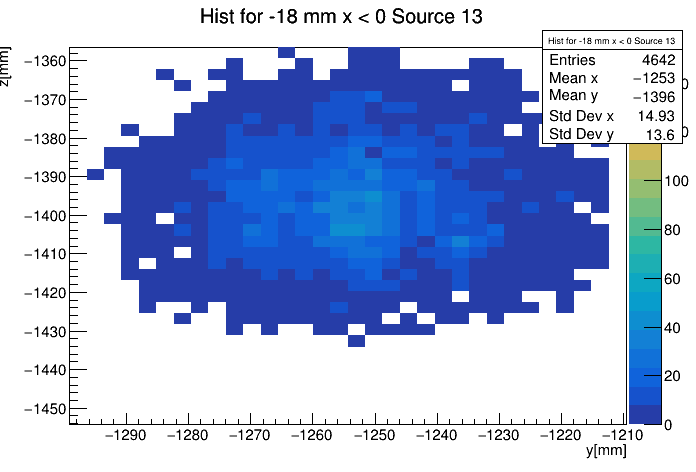 Hist for -18 mm x < 0 Source 13
Hist for -18 mm x < 0 Source 13
Entries 4642
Mean x −1253
Mean y −1396
Std Dev x 14.93
Std Dev y 13.6
z[mm]
−1360
−1370
−1380
−1390
−1400
−1410
−1420
−1430
−1440
−1450
−1290 −1280 −1270 −1260 −1250 −1240 −1230 −1220 −1210
y[mm]
100
80
60
40
20
0